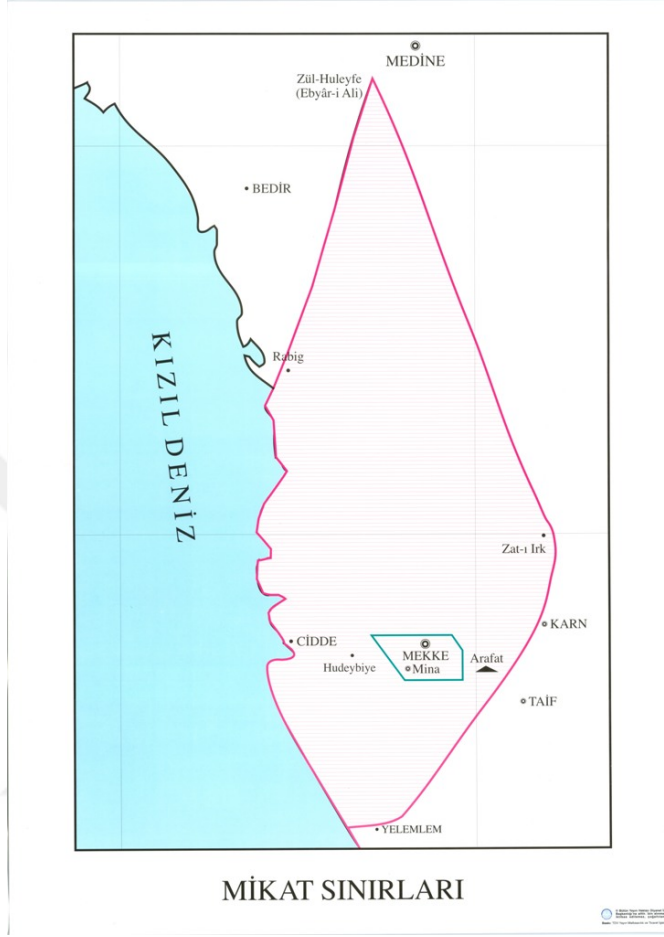 MEDİNE
Zül-Huleyfe
(Ebyâr-i Ali)
BEDİR
Rabig
KIZIL DENİZ
Zat-ı Irk
KARN
CİDDE
MEKKE
Arafat
Hudeybiye
Mina
TAİF
YELEMLEM
MİKAT SINIRLARI